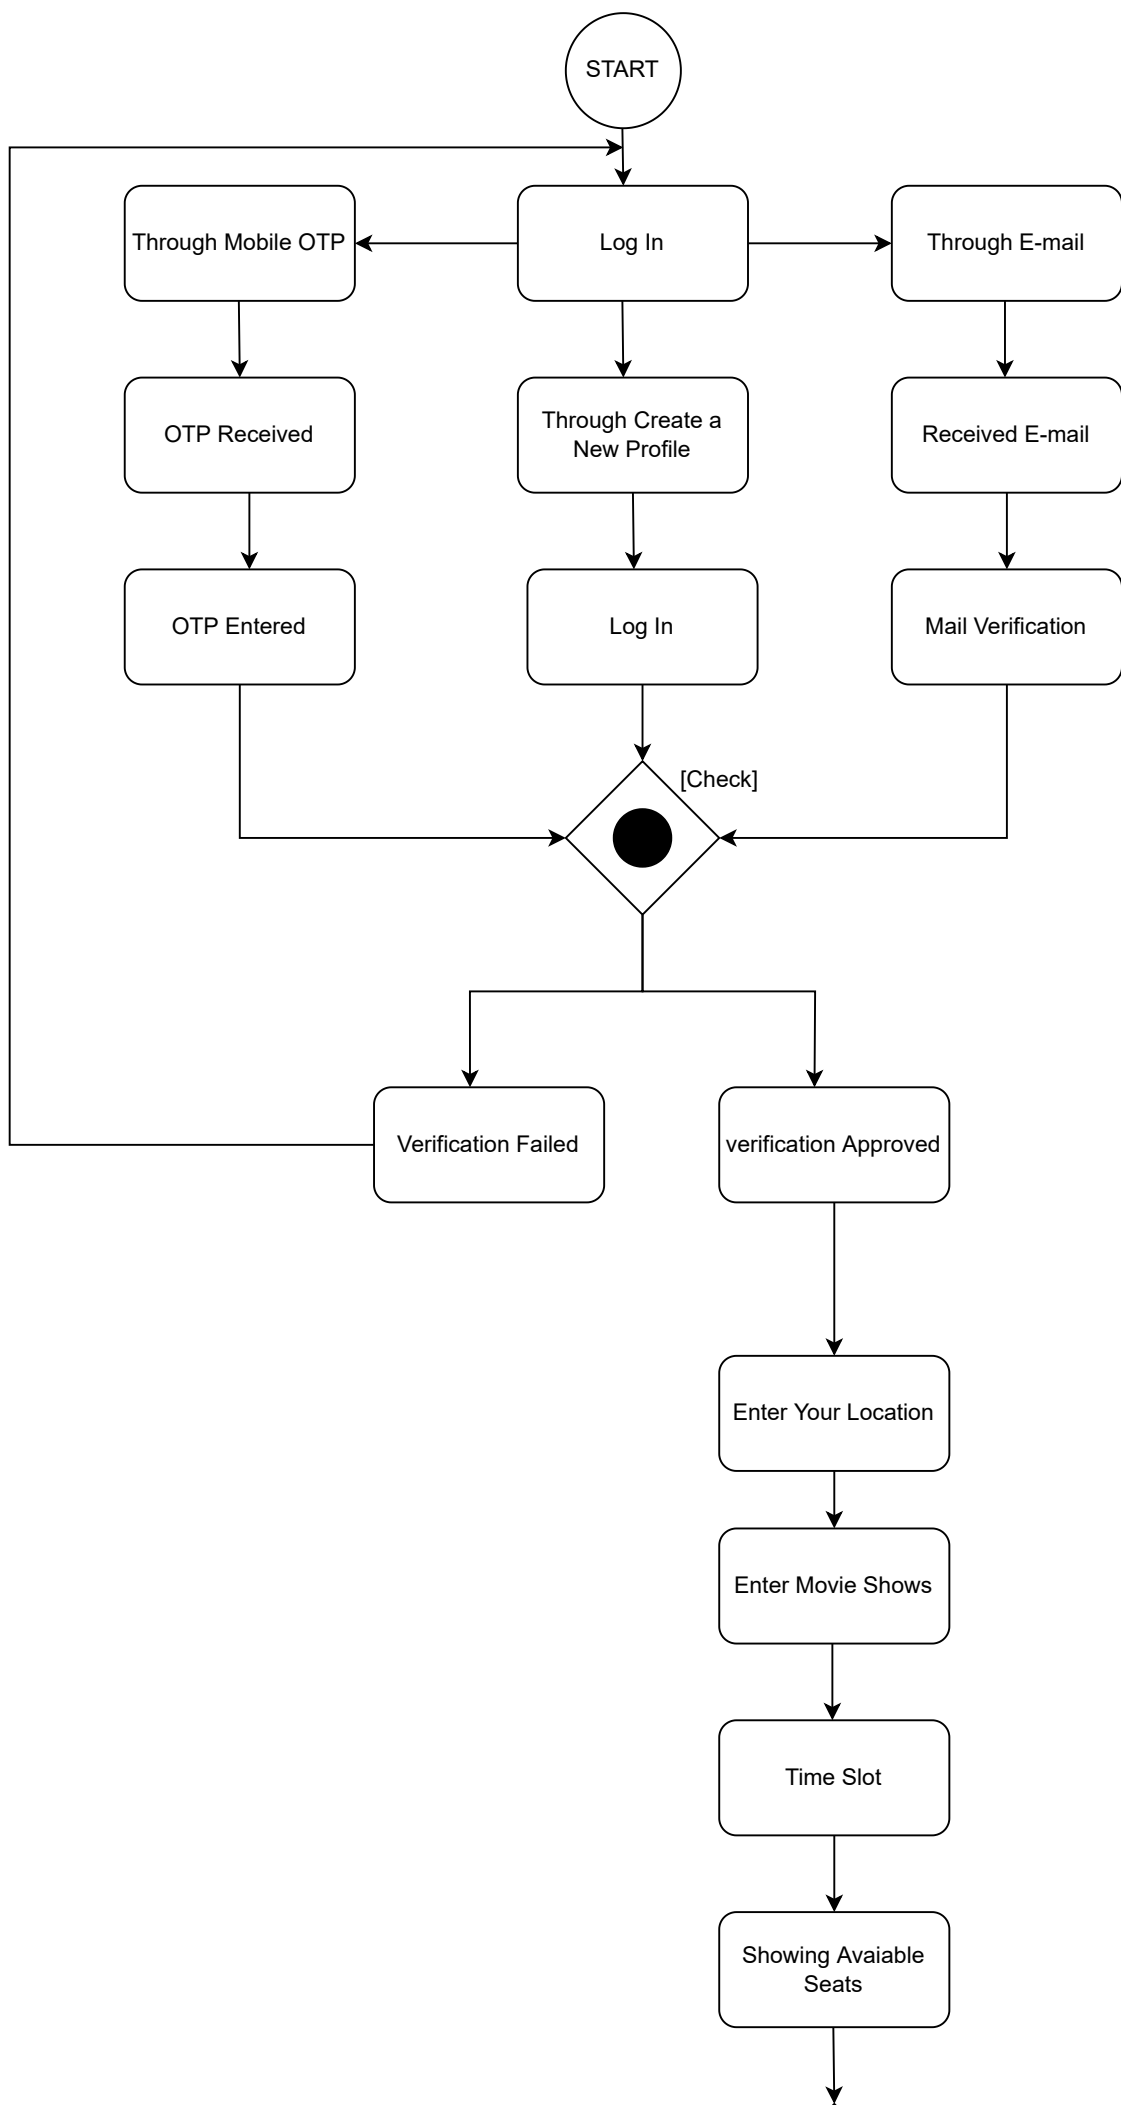 START
Through Mobile OTP
Log In
Through E-mail
OTP Received
Through Create a
New Profile
Received E-mail
OTP Entered
Log In
Mail Verification
[Check]
Verification Failed
verification Approved
Enter Your Location
Enter Movie Shows
Time Slot
Showing Avaiable
Seats